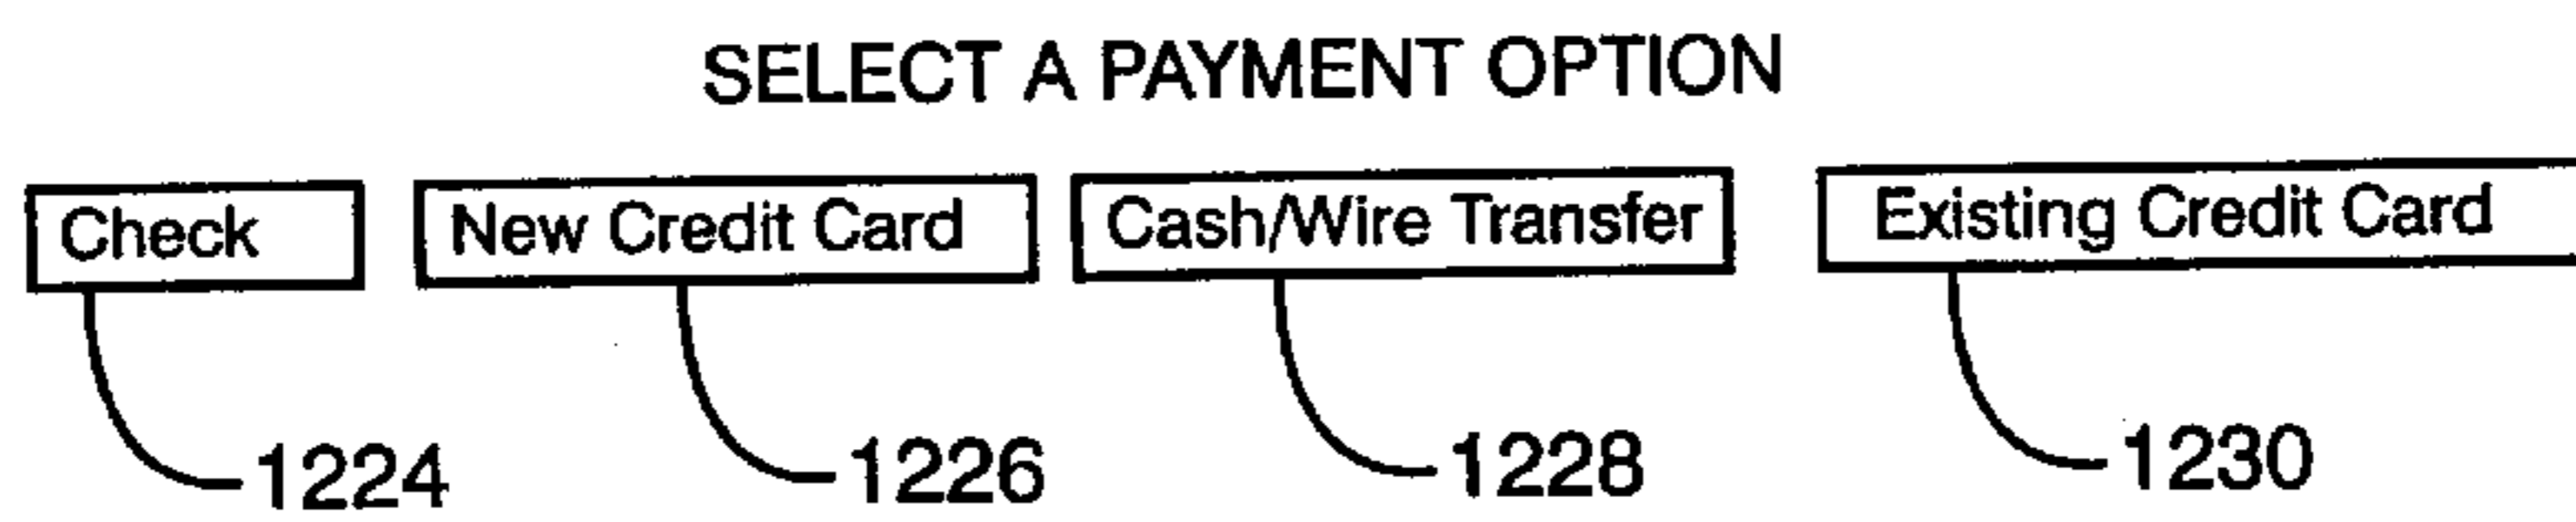 SELECT A PAYMENT OPTION
Check New Credit Card Cash/Wire Transfer Existing Credit Card
1224 1226 1228 1230